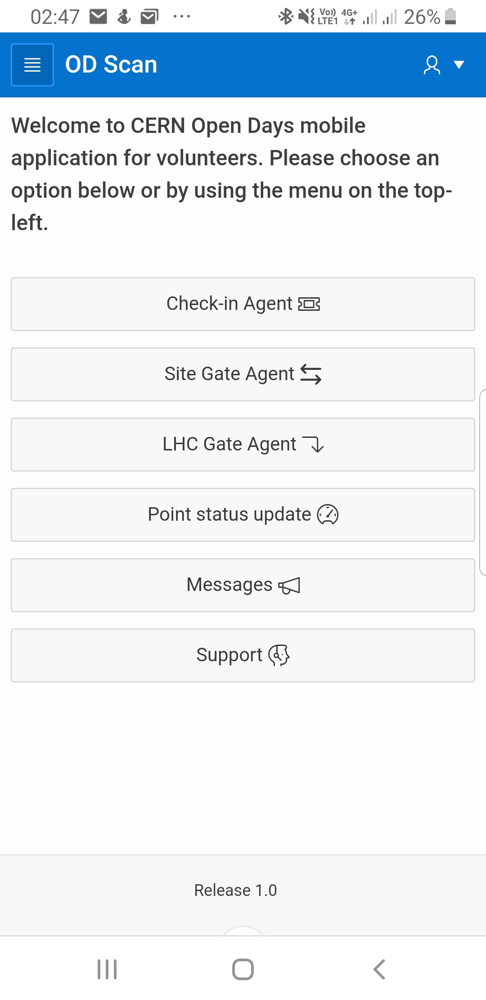 02:47 Vo)) LTE1 4G+ 26%
OD Scan
Welcome to CERN Open Days mobile
application for volunteers. Please choose an
option below or by using the menu on the top-
left.
Check-in Agent
Site Gate Agent
LHC Gate Agent
Point status update
Messages
Support
Release 1.0